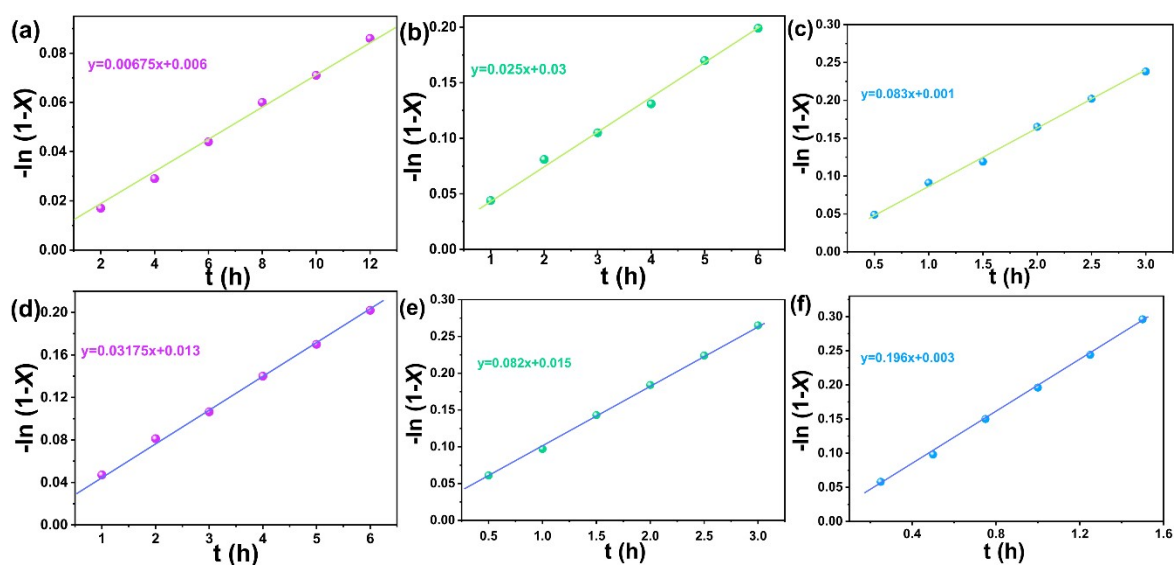 (a)
y=0.00675x+0.006
-ln (1-X)
0.08
0.06
0.04
0.02
0.00
2 4 6 8 10 12
t (h)
(b)
y=0.025x+0.03
-ln (1-X)
0.20
0.15
0.10
0.05
0.00
1 2 3 4 5 6
t (h)
(c)
y=0.083x+0.001
-ln (1-X)
0.30
0.25
0.20
0.15
0.10
0.05
0.00
0.5 1.0 1.5 2.0 2.5 3.0
t (h)
(d)
y=0.03175x+0.013
-ln (1-X)
0.20
0.16
0.12
0.08
0.04
0.00
1 2 3 4 5 6
t (h)
(e)
y=0.082x+0.015
-ln (1-X)
0.30
0.25
0.20
0.15
0.10
0.05
0.00
0.5 1.0 1.5 2.0 2.5 3.0
t (h)
(f)
y=0.196x+0.003
-ln (1-X)
0.30
0.25
0.20
0.15
0.10
0.05
0.00
0.4 0.8 1.2 1.6
t (h)